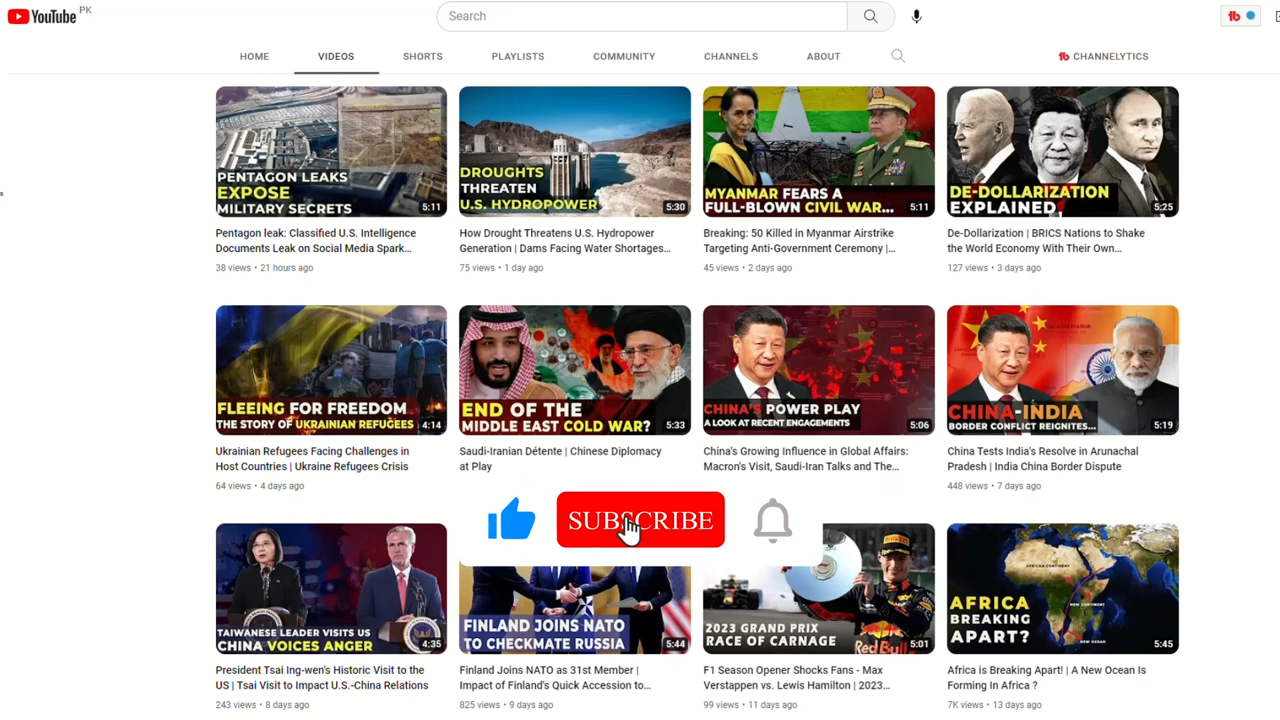 YouTube PK
Search
HOME VIDEOS SHORTS PLAYLISTS COMMUNITY CHANNELS ABOUT tb CHANNELYTICS
PENTAGON LEAKS
EXPOSE
MILITARY SECRETS
5:11
Pentagon leak: Classified U.S. Intelligence
Documents Leak on Social Media Spark...
38 views • 21 hours ago
DROUGHTS
THREATEN
U.S. HYDROPOWER
5:30
How Drought Threatens U.S. Hydropower
Generation | Dams Facing Water Shortages...
75 views • 1 day ago
MYANMAR FEARS A
FULL-BLOWN CIVIL WAR...
5:11
Breaking: 50 Killed in Myanmar Airstrike
Targeting Anti-Government Ceremony |...
45 views • 2 days ago
DE-DOLLARIZATION
EXPLAINED
5:25
De-Dollarization | BRICS Nations to Shake
the World Economy With Their Own...
127 views • 3 days ago
FLEEING FOR FREEDOM
THE STORY OF UKRAINIAN REFUGEES
4:14
Ukrainian Refugees Facing Challenges in
Host Countries | Ukraine Refugees Crisis
64 views • 4 days ago
END OF THE
MIDDLE EAST COLD WAR?
5:33
Saudi-Iranian Détente | Chinese Diplomacy
at Play
CHINA'S POWER PLAY
A LOOK AT RECENT ENGAGEMENTS
5:06
China's Growing Influence in Global Affairs:
Macron's Visit, Saudi-Iran Talks and The...
CHINA-INDIA
BORDER CONFLICT REIGNITES...
5:19
China Tests India's Resolve in Arunachal
Pradesh | India China Border Dispute
448 views • 7 days ago
SUBSCRIBE
TAIWANESE LEADER VISITS US
CHINA VOICES ANGER
4:35
President Tsai Ing-wen's Historic Visit to the
US | Tsai Visit to Impact U.S.-China Relations
243 views • 8 days ago
FINLAND JOINS NATO
TO CHECKMATE RUSSIA
5:44
Finland Joins NATO as 31st Member |
Impact of Finland's Quick Accession to...
825 views • 9 days ago
2023 GRAND PRIX
RACE OF CARNAGE
Red Bull
5:01
F1 Season Opener Shocks Fans - Max
Verstappen vs. Lewis Hamilton | 2023...
99 views • 11 days ago
AFRICAN CONTINENT
NEW CONTINENT
NEW OCEAN
AFRICA
BREAKING
APART?
5:45
Africa is Breaking Apart! | A New Ocean Is
Forming In Africa ?
7K views • 13 days ago